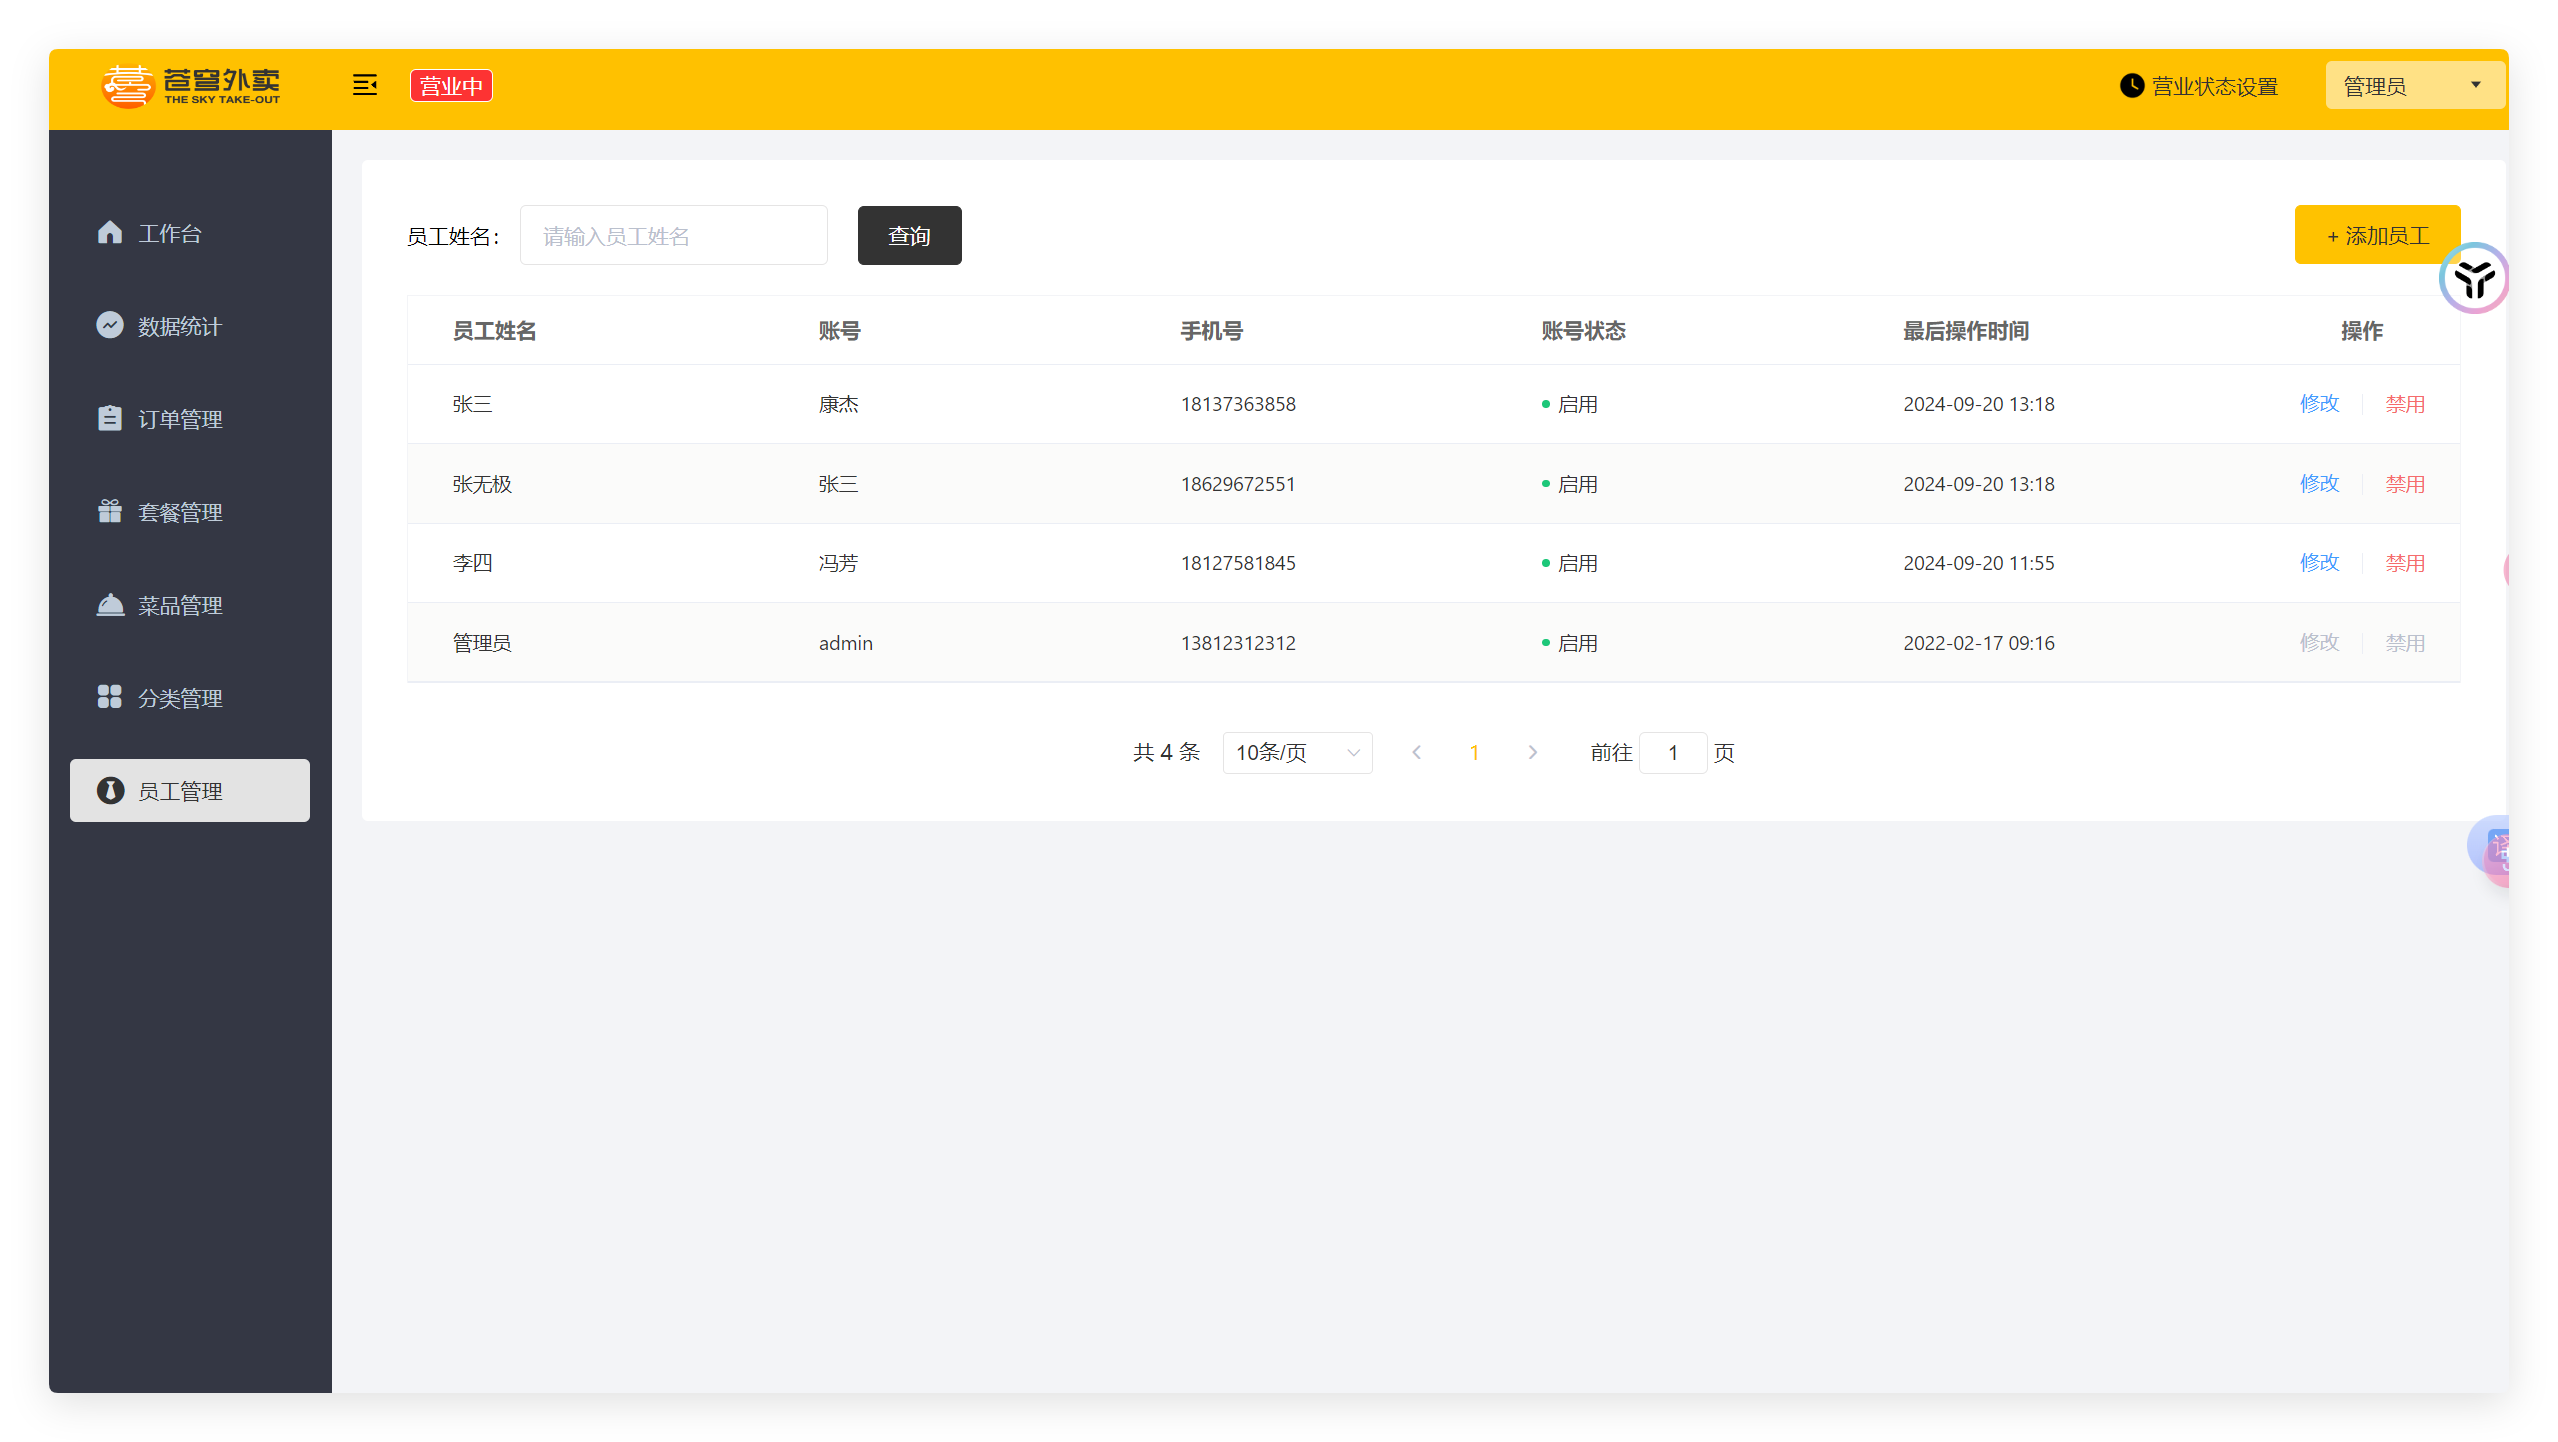 苍穹外卖
THE SKY TAKE-OUT
营业中
营业状态设置
管理员
工作台
数据统计
订单管理
套餐管理
菜品管理
分类管理
员工管理
员工姓名： 请输入员工姓名 查询 + 添加员工
员工姓名 账号 手机号 账号状态 最后操作时间 操作
张三 康杰 18137363858 启用 2024-09-20 13:18 修改 禁用
张无极 张三 18629672551 启用 2024-09-20 13:18 修改 禁用
李四 冯芳 18127581845 启用 2024-09-20 11:55 修改 禁用
管理员 admin 13812312312 启用 2022-02-17 09:16 修改 禁用
共 4 条 10条/页 1 前往 1 页